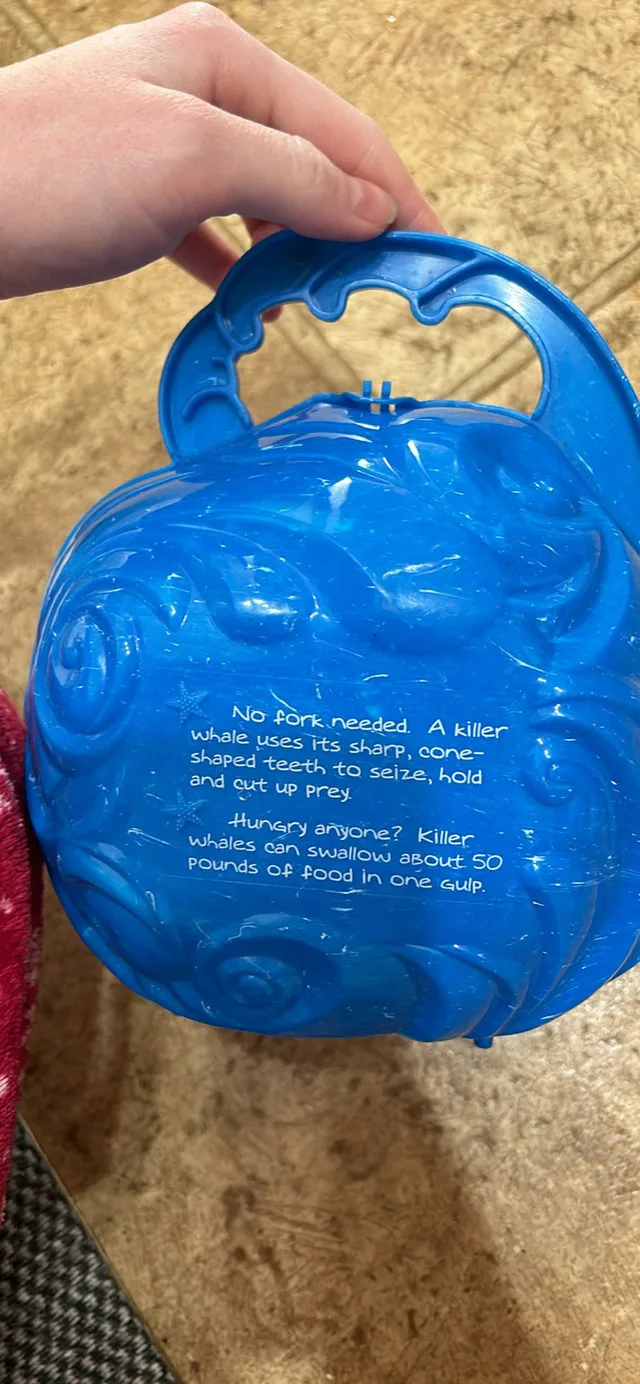 No fork needed. A killer
whale uses its sharp, cone-
shaped teeth to seize, hold
and cut up prey.
Hungry anyone? Killer
whales can swallow about 50
pounds of food in one gulp.